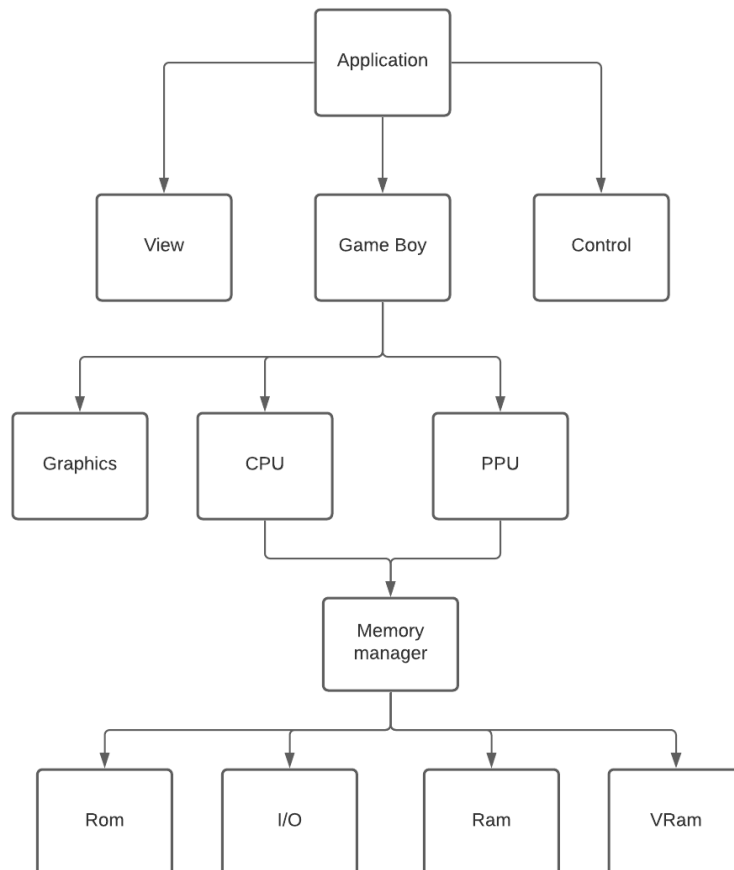 Application
View
Game Boy
Control
Graphics
CPU
PPU
Memory
manager
Rom
I/O
Ram
VRam